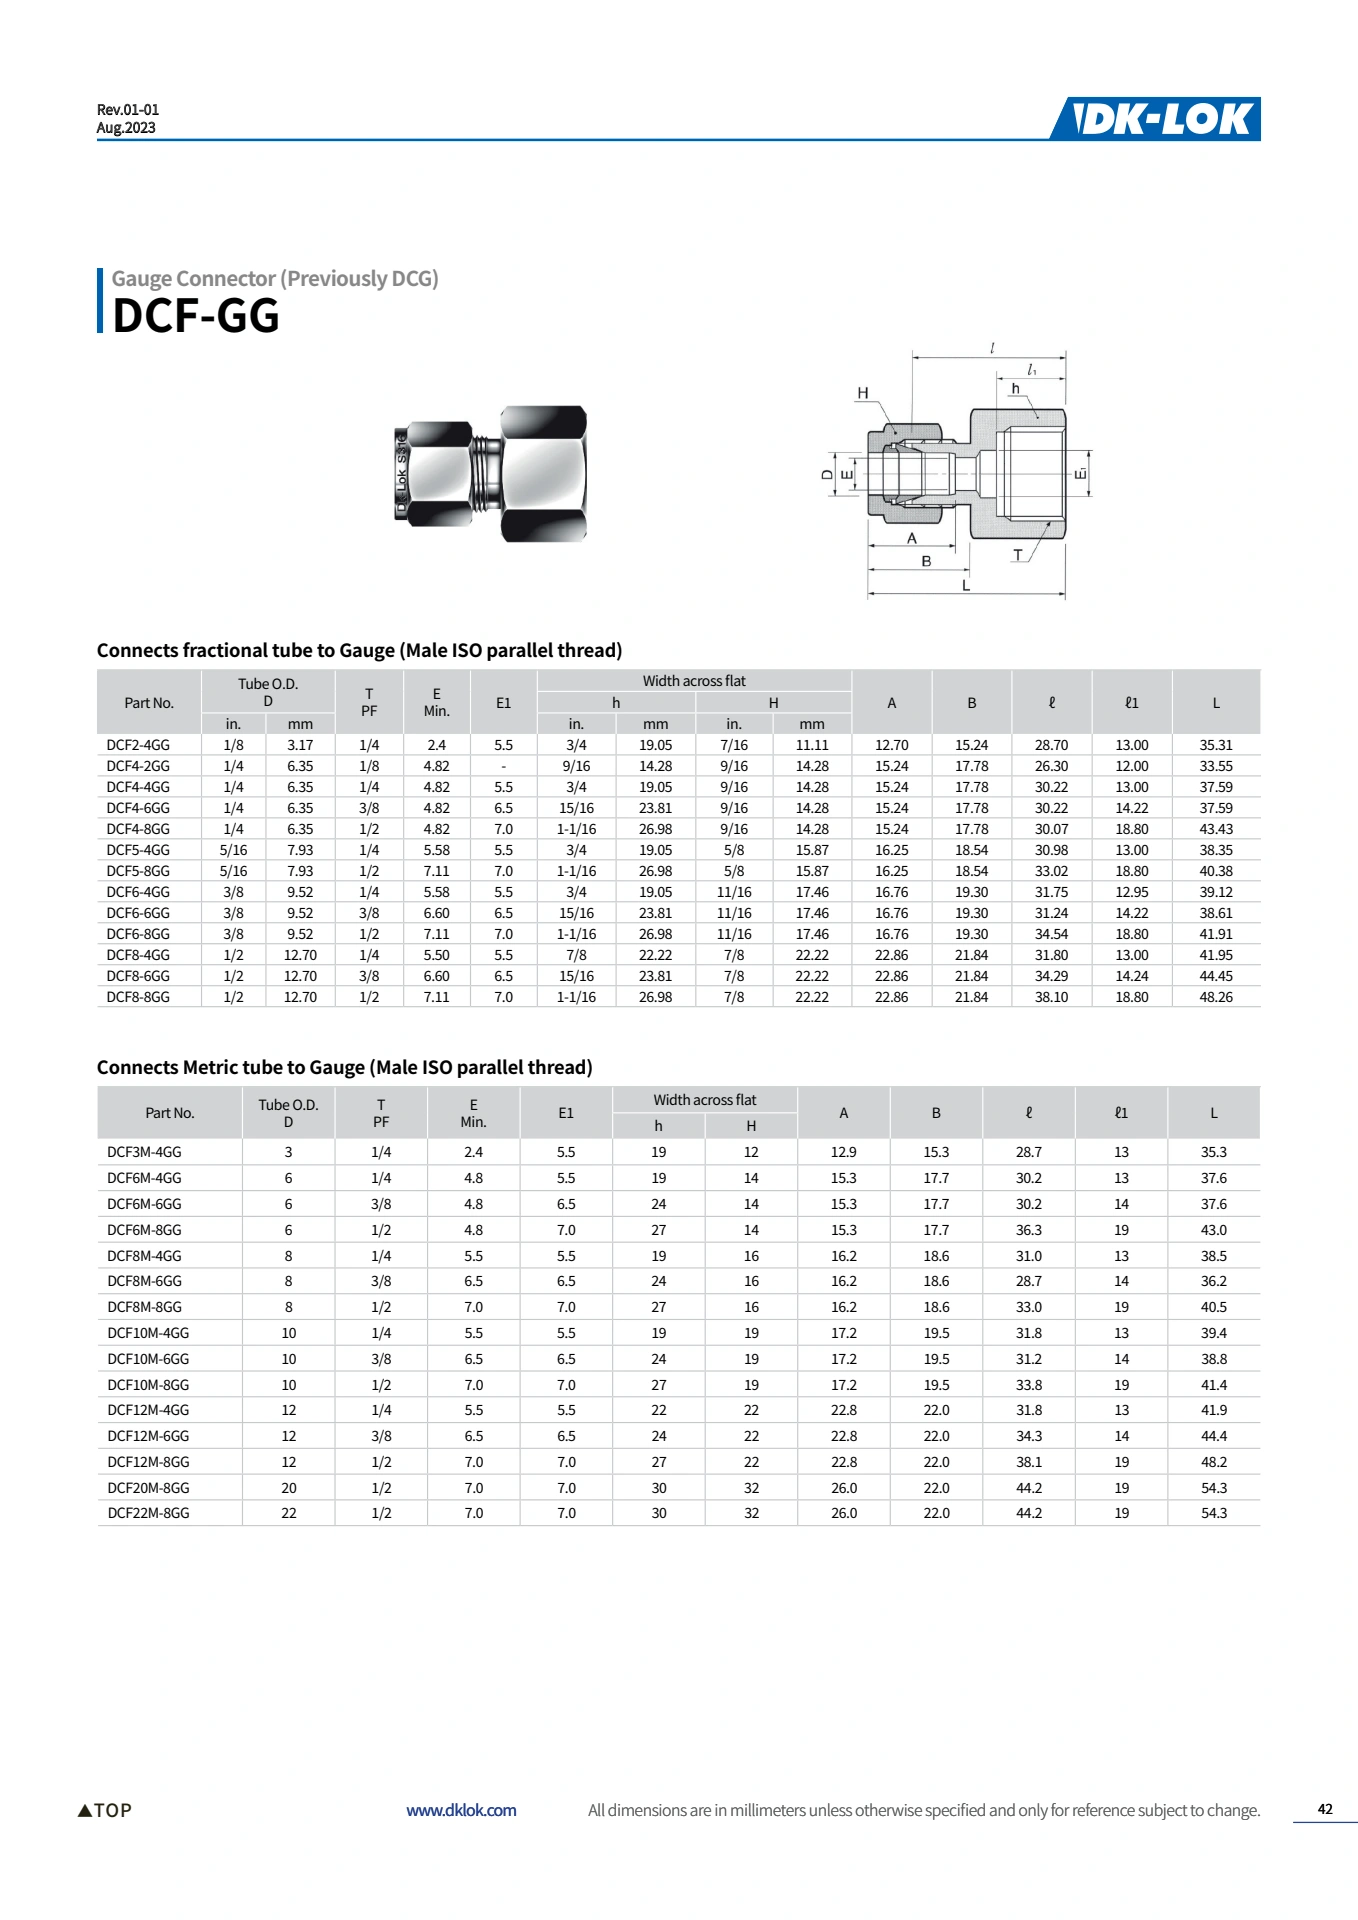 Rev.01-01
Aug.2023
DK-LOK
Gauge Connector (Previously DCG)
DCF-GG
Dk-Lok S316
l
l₁
h
H
D
E
E₁
A
B
T
L
Connects fractional tube to Gauge (Male ISO parallel thread)
Part No. Tube O.D. D T PF E Min. E1 Width across flat A B ℓ ℓ1 L
h H
in. mm in. mm in. mm
DCF2-4GG 1/8 3.17 1/4 2.4 5.5 3/4 19.05 7/16 11.11 12.70 15.24 28.70 13.00 35.31
DCF4-2GG 1/4 6.35 1/8 4.82 - 9/16 14.28 9/16 14.28 15.24 17.78 26.30 12.00 33.55
DCF4-4GG 1/4 6.35 1/4 4.82 5.5 3/4 19.05 9/16 14.28 15.24 17.78 30.22 13.00 37.59
DCF4-6GG 1/4 6.35 3/8 4.82 6.5 15/16 23.81 9/16 14.28 15.24 17.78 30.22 14.22 37.59
DCF4-8GG 1/4 6.35 1/2 4.82 7.0 1-1/16 26.98 9/16 14.28 15.24 17.78 30.07 18.80 43.43
DCF5-4GG 5/16 7.93 1/4 5.58 5.5 3/4 19.05 5/8 15.87 16.25 18.54 30.98 13.00 38.35
DCF5-8GG 5/16 7.93 1/2 7.11 7.0 1-1/16 26.98 5/8 15.87 16.25 18.54 33.02 18.80 40.38
DCF6-4GG 3/8 9.52 1/4 5.58 5.5 3/4 19.05 11/16 17.46 16.76 19.30 31.75 12.95 39.12
DCF6-6GG 3/8 9.52 3/8 6.60 6.5 15/16 23.81 11/16 17.46 16.76 19.30 31.24 14.22 38.61
DCF6-8GG 3/8 9.52 1/2 7.11 7.0 1-1/16 26.98 11/16 17.46 16.76 19.30 34.54 18.80 41.91
DCF8-4GG 1/2 12.70 1/4 5.50 5.5 7/8 22.22 7/8 22.22 22.86 21.84 31.80 13.00 41.95
DCF8-6GG 1/2 12.70 3/8 6.60 6.5 15/16 23.81 7/8 22.22 22.86 21.84 34.29 14.24 44.45
DCF8-8GG 1/2 12.70 1/2 7.11 7.0 1-1/16 26.98 7/8 22.22 22.86 21.84 38.10 18.80 48.26
Connects Metric tube to Gauge (Male ISO parallel thread)
Part No. Tube O.D. D T PF E Min. E1 Width across flat A B ℓ ℓ1 L
h H
DCF3M-4GG 3 1/4 2.4 5.5 19 12 12.9 15.3 28.7 13 35.3
DCF6M-4GG 6 1/4 4.8 5.5 19 14 15.3 17.7 30.2 13 37.6
DCF6M-6GG 6 3/8 4.8 6.5 24 14 15.3 17.7 30.2 14 37.6
DCF6M-8GG 6 1/2 4.8 7.0 27 14 15.3 17.7 36.3 19 43.0
DCF8M-4GG 8 1/4 5.5 5.5 19 16 16.2 18.6 31.0 13 38.5
DCF8M-6GG 8 3/8 6.5 6.5 24 16 16.2 18.6 28.7 14 36.2
DCF8M-8GG 8 1/2 7.0 7.0 27 16 16.2 18.6 33.0 19 40.5
DCF10M-4GG 10 1/4 5.5 5.5 19 19 17.2 19.5 31.8 13 39.4
DCF10M-6GG 10 3/8 6.5 6.5 24 19 17.2 19.5 31.2 14 38.8
DCF10M-8GG 10 1/2 7.0 7.0 27 19 17.2 19.5 33.8 19 41.4
DCF12M-4GG 12 1/4 5.5 5.5 22 22 22.8 22.0 31.8 13 41.9
DCF12M-6GG 12 3/8 6.5 6.5 24 22 22.8 22.0 34.3 14 44.4
DCF12M-8GG 12 1/2 7.0 7.0 27 22 22.8 22.0 38.1 19 48.2
DCF20M-8GG 20 1/2 7.0 7.0 30 32 26.0 22.0 44.2 19 54.3
DCF22M-8GG 22 1/2 7.0 7.0 30 32 26.0 22.0 44.2 19 54.3
▲TOP www.dklok.com All dimensions are in millimeters unless otherwise specified and only for reference subject to change. 42